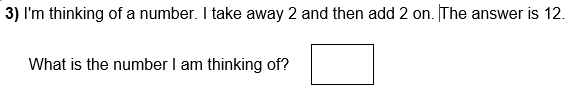 3) I'm thinking of a number. I take away 2 and then add 2 on. The answer is 12.
What is the number I am thinking of?